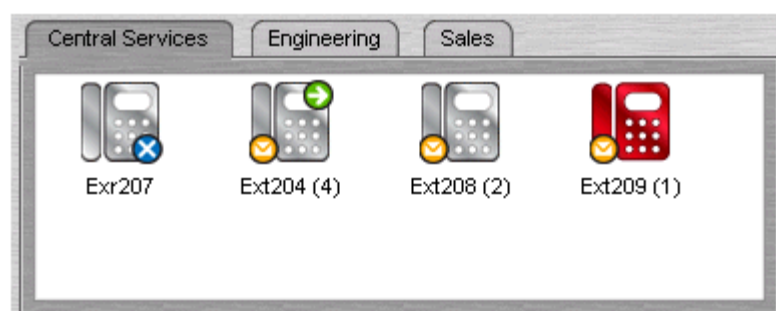 Central Services Engineering Sales
Exr207 Ext204 (4) Ext208 (2) Ext209 (1)